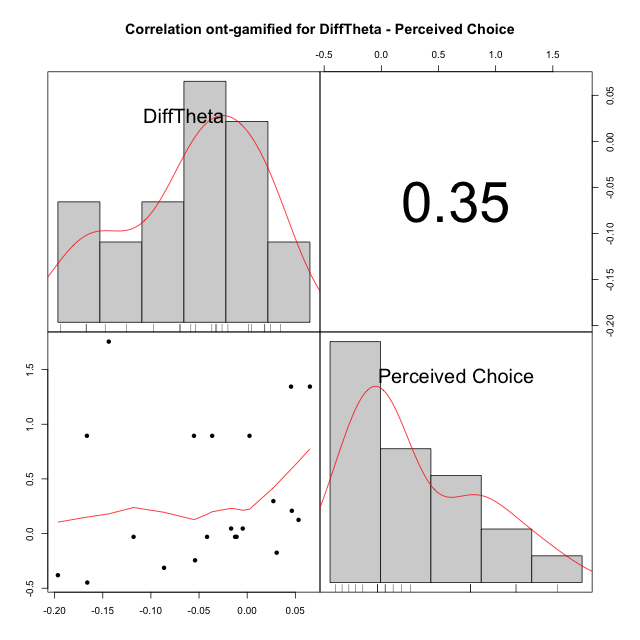 Correlation ont-gamified for DiffTheta - Perceived Choice
-0.5 0.0 0.5 1.0 1.5
DiffTheta
0.35
0.05
0.00
-0.05
-0.10
-0.15
-0.20
Perceived Choice
1.5
1.0
0.5
0.0
-0.5
-0.20 -0.15 -0.10 -0.05 0.00 0.05